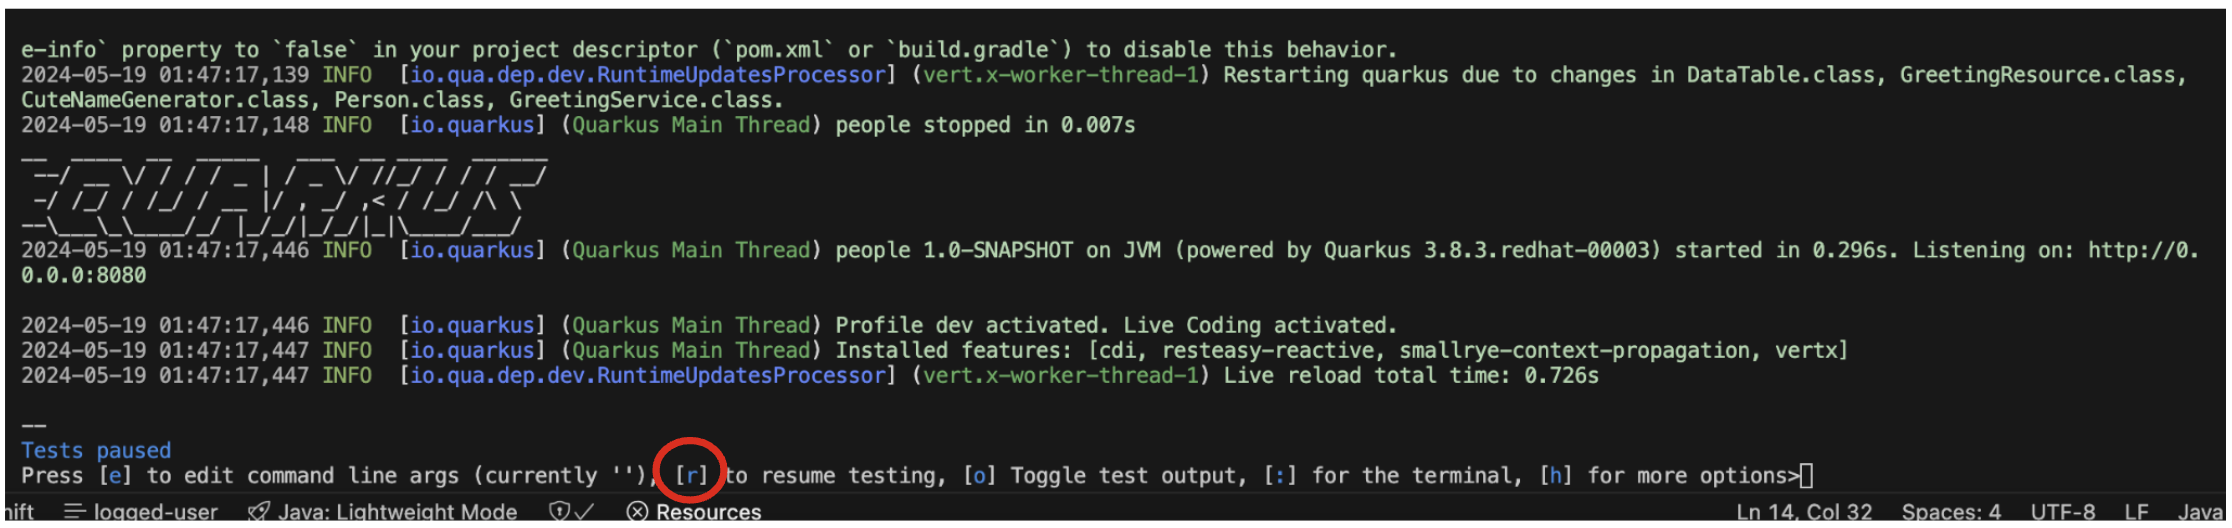 e-info` property to `false` in your project descriptor (`pom.xml` or `build.gradle`) to disable this behavior.
2024-05-19 01:47:17,139 INFO  [io.qua.dep.dev.RuntimeUpdatesProcessor] (vert.x-worker-thread-1) Restarting quarkus due to changes in DataTable.class, GreetingResource.class,
CuteNameGenerator.class, Person.class, GreetingService.class.
2024-05-19 01:47:17,148 INFO  [io.quarkus] (Quarkus Main Thread) people stopped in 0.007s
__  ____  __  _____   ___  __ ____  ______
 --/ __ \/ / / / _ | / _ \/ //_/ / / / __/
 -/ /_/ / /_/ / __ |/ , _/ ,< / /_/ /\ \
--\___\_\____/_/ |_/_/|_/_/|_|\____/___/
2024-05-19 01:47:17,446 INFO  [io.quarkus] (Quarkus Main Thread) people 1.0-SNAPSHOT on JVM (powered by Quarkus 3.8.3.redhat-00003) started in 0.296s. Listening on: http://0.
0.0.0:8080
2024-05-19 01:47:17,446 INFO  [io.quarkus] (Quarkus Main Thread) Profile dev activated. Live Coding activated.
2024-05-19 01:47:17,447 INFO  [io.quarkus] (Quarkus Main Thread) Installed features: [cdi, resteasy-reactive, smallrye-context-propagation, vertx]
2024-05-19 01:47:17,447 INFO  [io.qua.dep.dev.RuntimeUpdatesProcessor] (vert.x-worker-thread-1) Live reload total time: 0.726s
--
Tests paused
Press [e] to edit command line args (currently ''), [r] to resume testing, [o] Toggle test output, [:] for the terminal, [h] for more options>
hift logged-user Java: Lightweight Mode Resources Ln 14, Col 32 Spaces: 4 UTF-8 LF Java